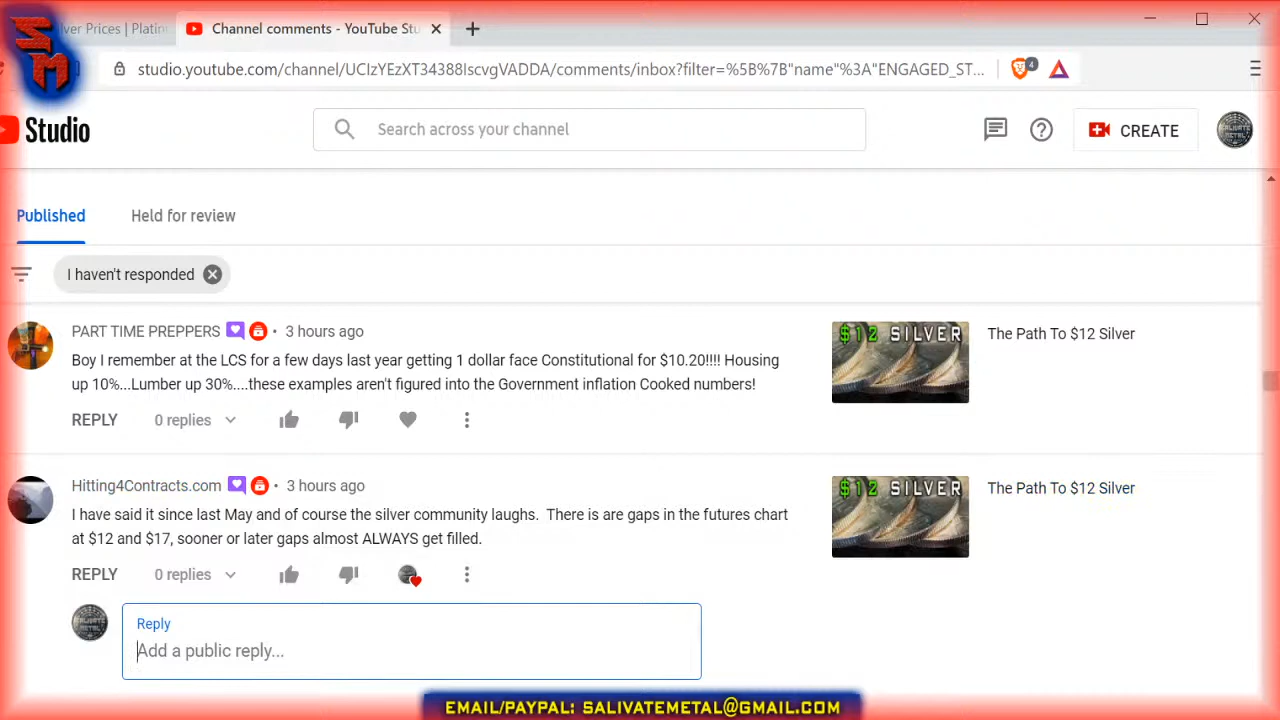 SM
lver Prices | Platin
Channel comments - YouTube Stu
studio.youtube.com/channel/UCIzYEzXT34388IscvgVADDA/comments/inbox?filter=%5B%7B"name"%3A"ENGAGED_ST...
4
Studio
Search across your channel
CREATE
Published
Held for review
I haven't responded
PART TIME PREPPERS • 3 hours ago
Boy I remember at the LCS for a few days last year getting 1 dollar face Constitutional for $10.20!!!! Housing
up 10%...Lumber up 30%....these examples aren't figured into the Government inflation Cooked numbers!
REPLY 0 replies
$12 SILVER
The Path To $12 Silver
Hitting4Contracts.com • 3 hours ago
I have said it since last May and of course the silver community laughs.  There is are gaps in the futures chart
at $12 and $17, sooner or later gaps almost ALWAYS get filled.
REPLY 0 replies
$12 SILVER
The Path To $12 Silver
Reply
Add a public reply...
EMAIL/PAYPAL: SALIVATEMETAL@GMAIL.COM